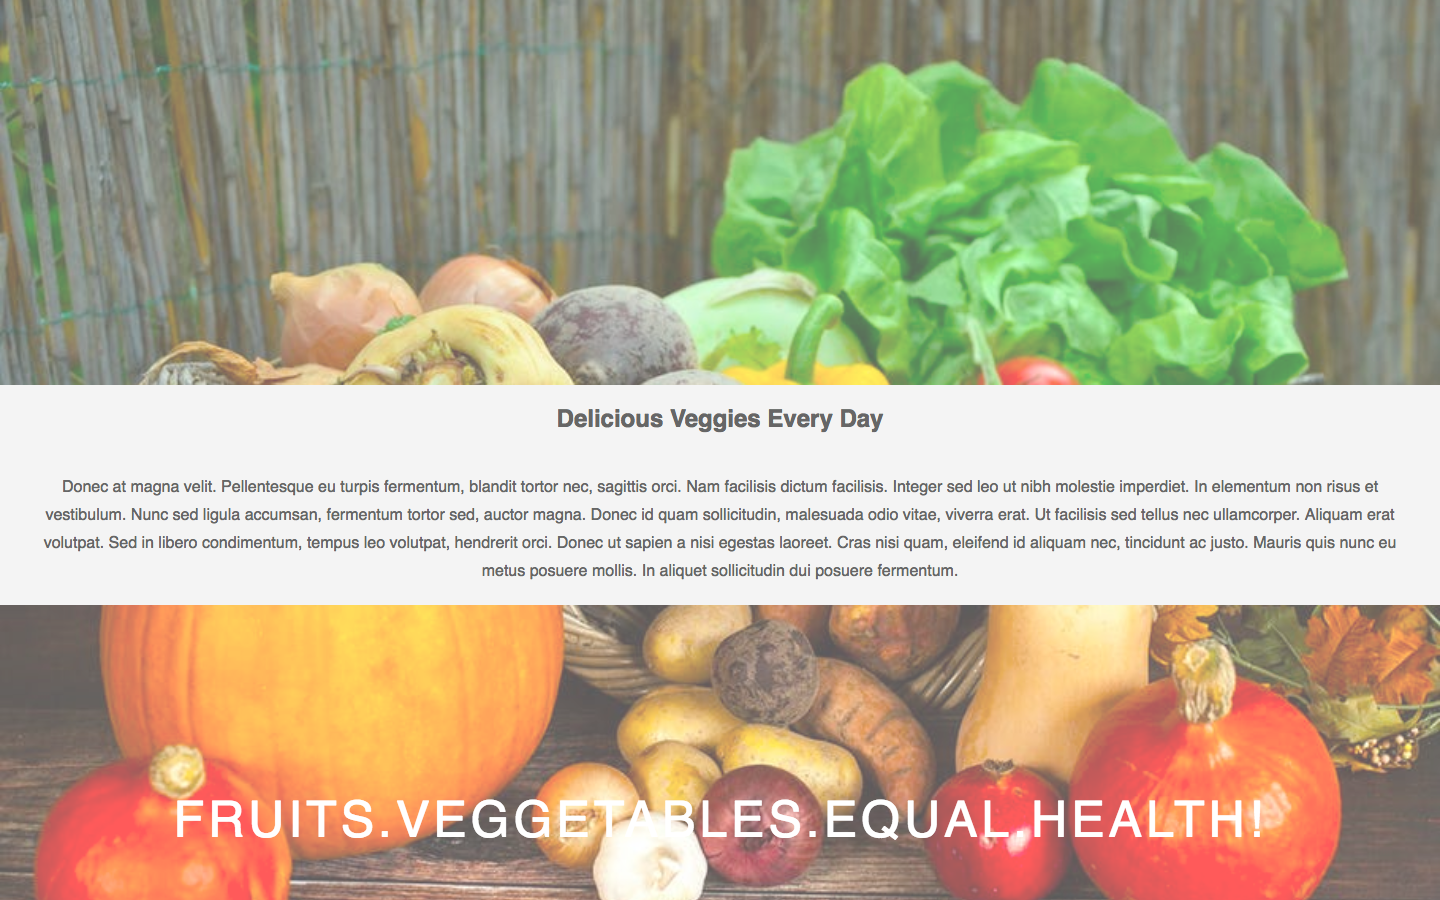 Delicious Veggies Every Day
Donec at magna velit. Pellentesque eu turpis fermentum, blandit tortor nec, sagittis orci. Nam facilisis dictum facilisis. Integer sed leo ut nibh molestie imperdiet. In elementum non risus et
vestibulum. Nunc sed ligula accumsan, fermentum tortor sed, auctor magna. Donec id quam sollicitudin, malesuada odio vitae, viverra erat. Ut facilisis sed tellus nec ullamcorper. Aliquam erat
volutpat. Sed in libero condimentum, tempus leo volutpat, hendrerit orci. Donec ut sapien a nisi egestas laoreet. Cras nisi quam, eleifend id aliquam nec, tincidunt ac justo. Mauris quis nunc eu
metus posuere mollis. In aliquet sollicitudin dui posuere fermentum.
FRUITS.VEGGETABLES.EQUAL.HEALTH!